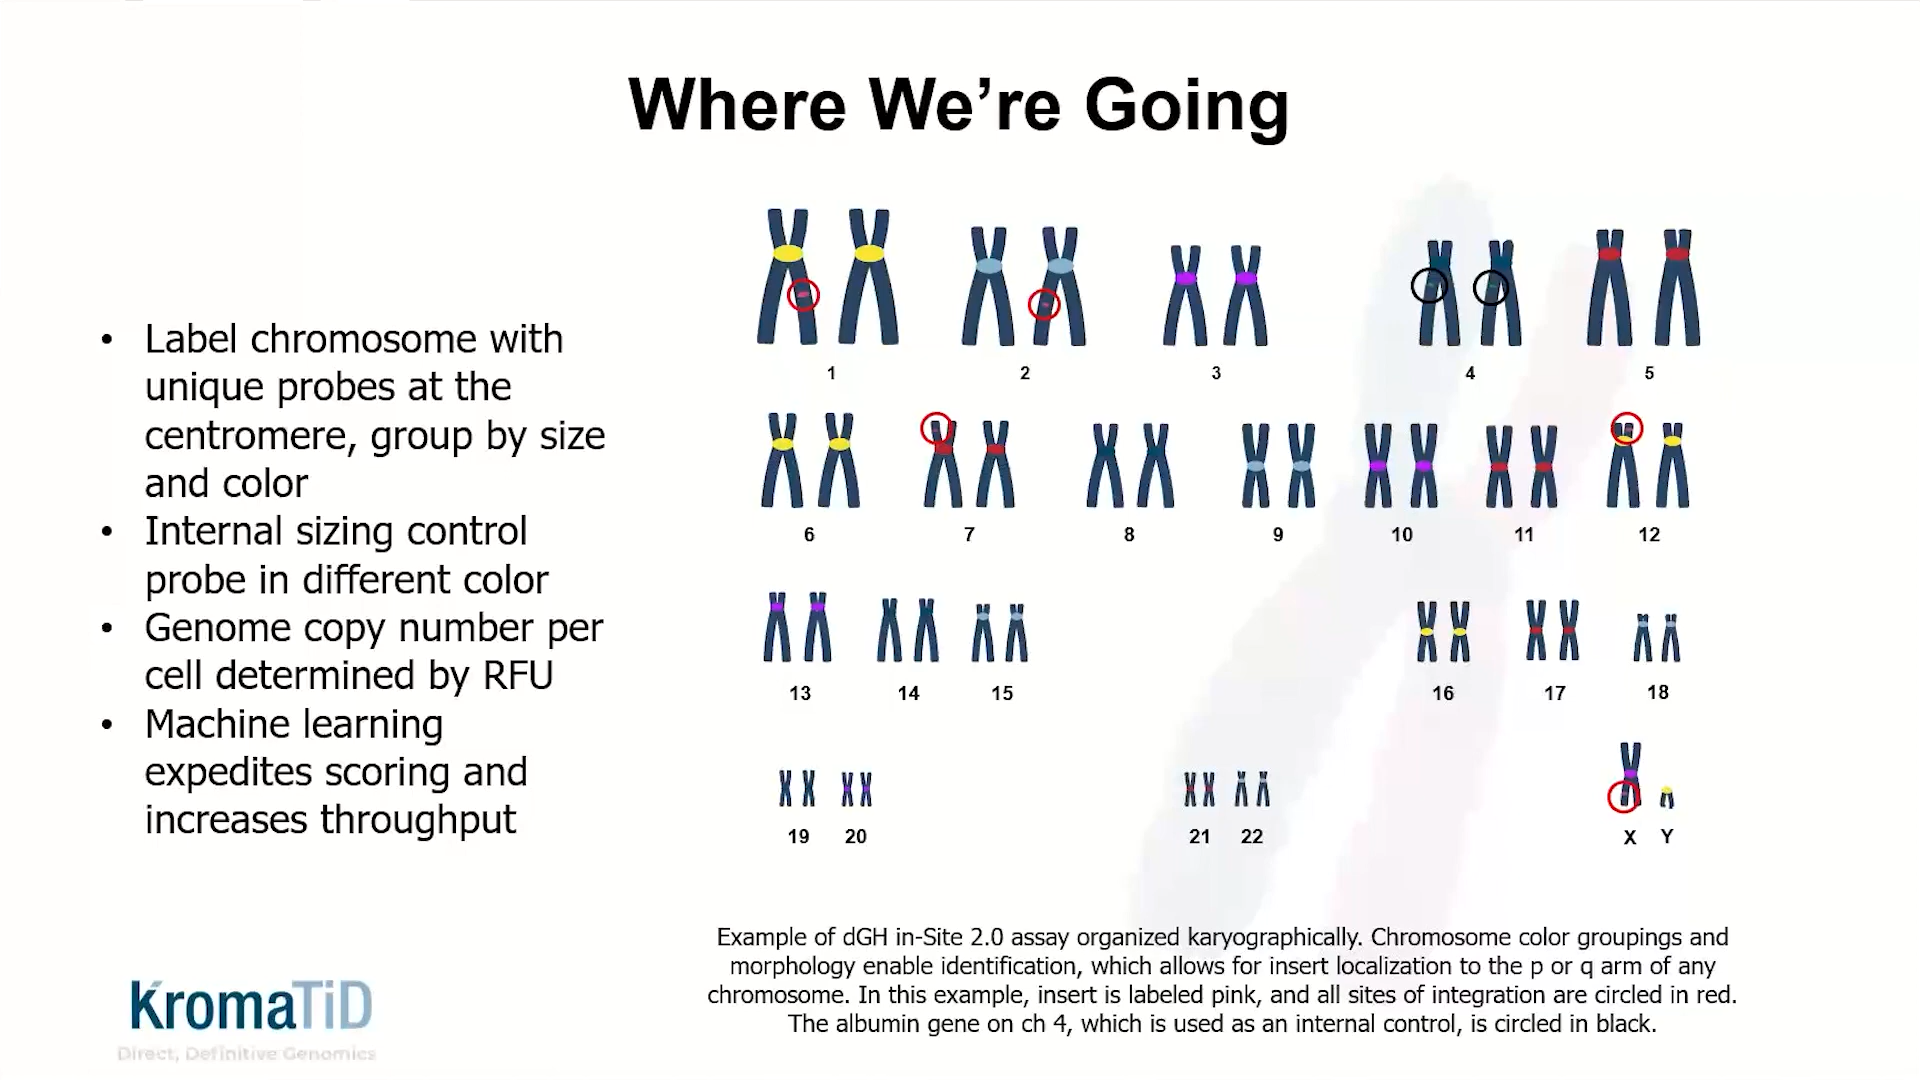 Where We're Going
• Label chromosome with
unique probes at the
centromere, group by size
and color
• Internal sizing control
probe in different color
• Genome copy number per
cell determined by RFU
• Machine learning
expedites scoring and
increases throughput
1 2 3 4 5
6 7 8 9 10 11 12
13 14 15 16 17 18
19 20 21 22 X Y
Example of dGH in-Site 2.0 assay organized karyographically. Chromosome color groupings and
morphology enable identification, which allows for insert localization to the p or q arm of any
chromosome. In this example, insert is labeled pink, and all sites of integration are circled in red.
The albumin gene on ch 4, which is used as an internal control, is circled in black.
KromaTiD
Direct, Definitive Genomics